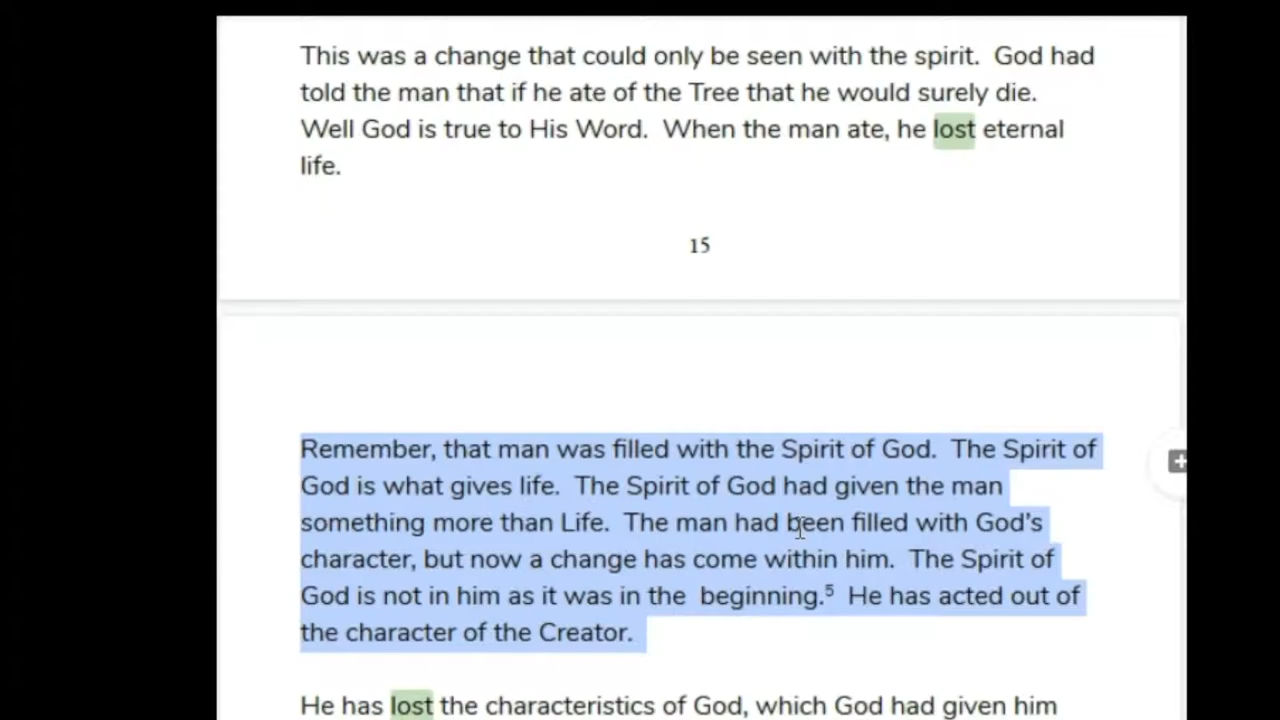 This was a change that could only be seen with the spirit.  God had
told the man that if he ate of the Tree that he would surely die.
Well God is true to His Word.  When the man ate, he lost eternal
life.
15
Remember, that man was filled with the Spirit of God.  The Spirit of
God is what gives life.  The Spirit of God had given the man
something more than Life.  The man had been filled with God's
character, but now a change has come within him.  The Spirit of
God is not in him as it was in the  beginning.⁵  He has acted out of
the character of the Creator.
He has lost the characteristics of God, which God had given him